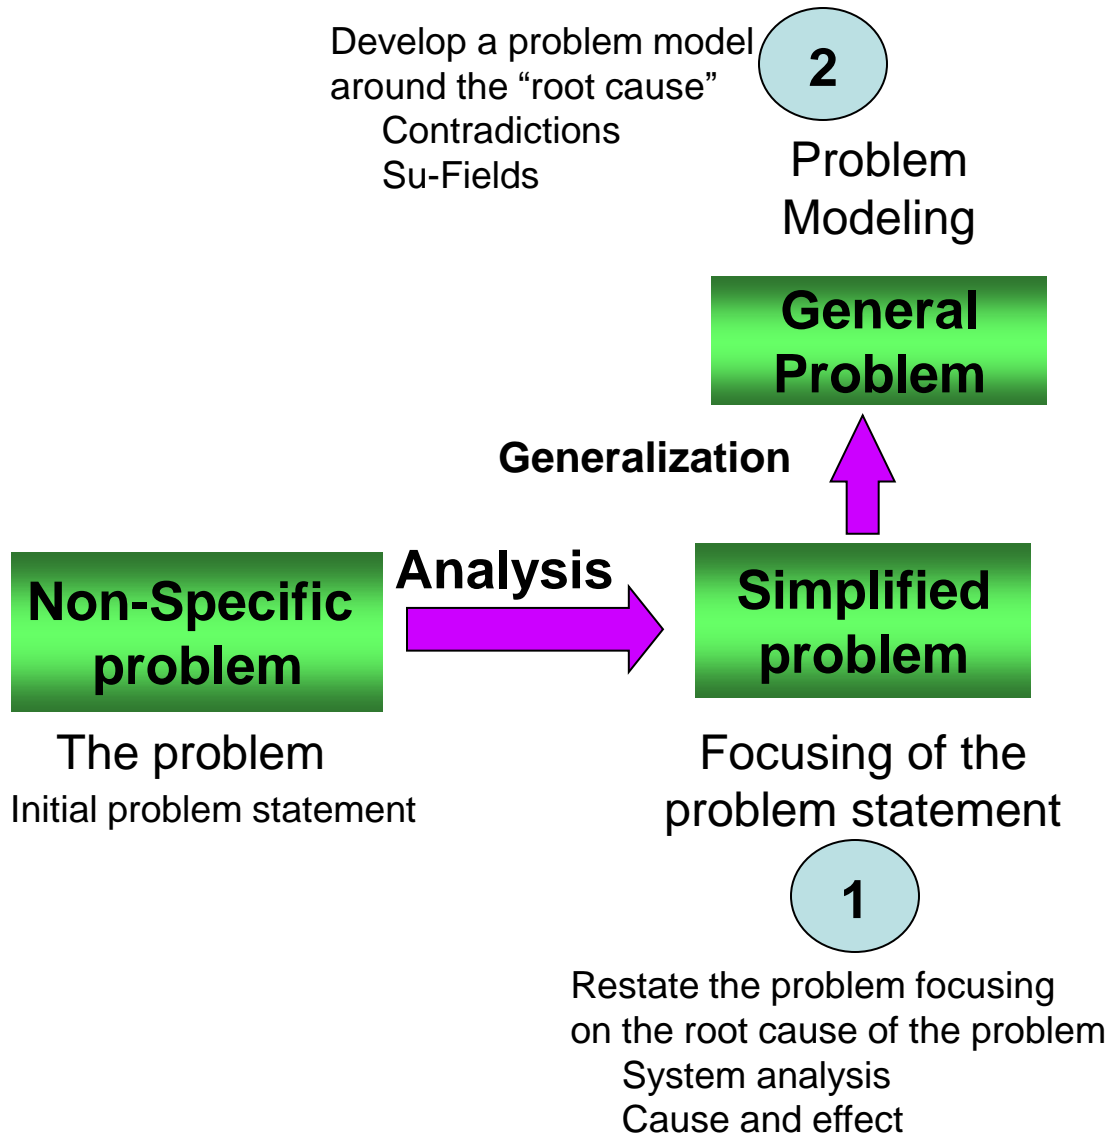 Develop a problem model
around the “root cause”
Contradictions
Su-Fields
2
Problem
Modeling
General
Problem
Generalization
Non-Specific
problem
Analysis
Simplified
problem
The problem
Initial problem statement
Focusing of the
problem statement
1
Restate the problem focusing
on the root cause of the problem
System analysis
Cause and effect